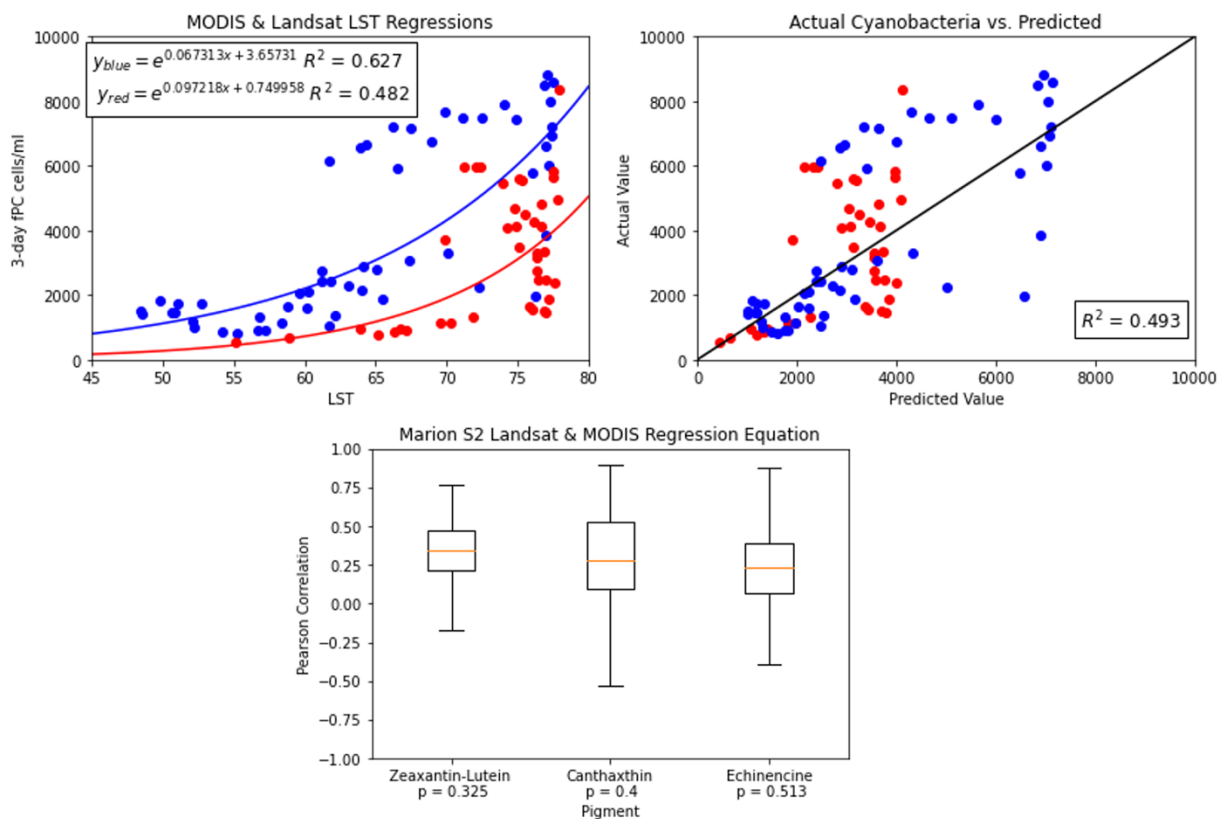 MODIS & Landsat LST Regressions
10000
8000
6000
4000
2000
0
3-day fPC cells/ml
y_blue = e^0.067313x + 3.65731 R² = 0.627
y_red = e^0.097218x + 0.749958 R² = 0.482
45 50 55 60 65 70 75 80
LST
Actual Cyanobacteria vs. Predicted
10000
8000
6000
4000
2000
0
Actual Value
R² = 0.493
0 2000 4000 6000 8000 10000
Predicted Value
Marion S2 Landsat & MODIS Regression Equation
1.00
0.75
0.50
0.25
0.00
−0.25
−0.50
−0.75
−1.00
Pearson Correlation
Zeaxantin-Lutein Canthaxthin Echinencine
p = 0.325 p = 0.4 p = 0.513
Pigment